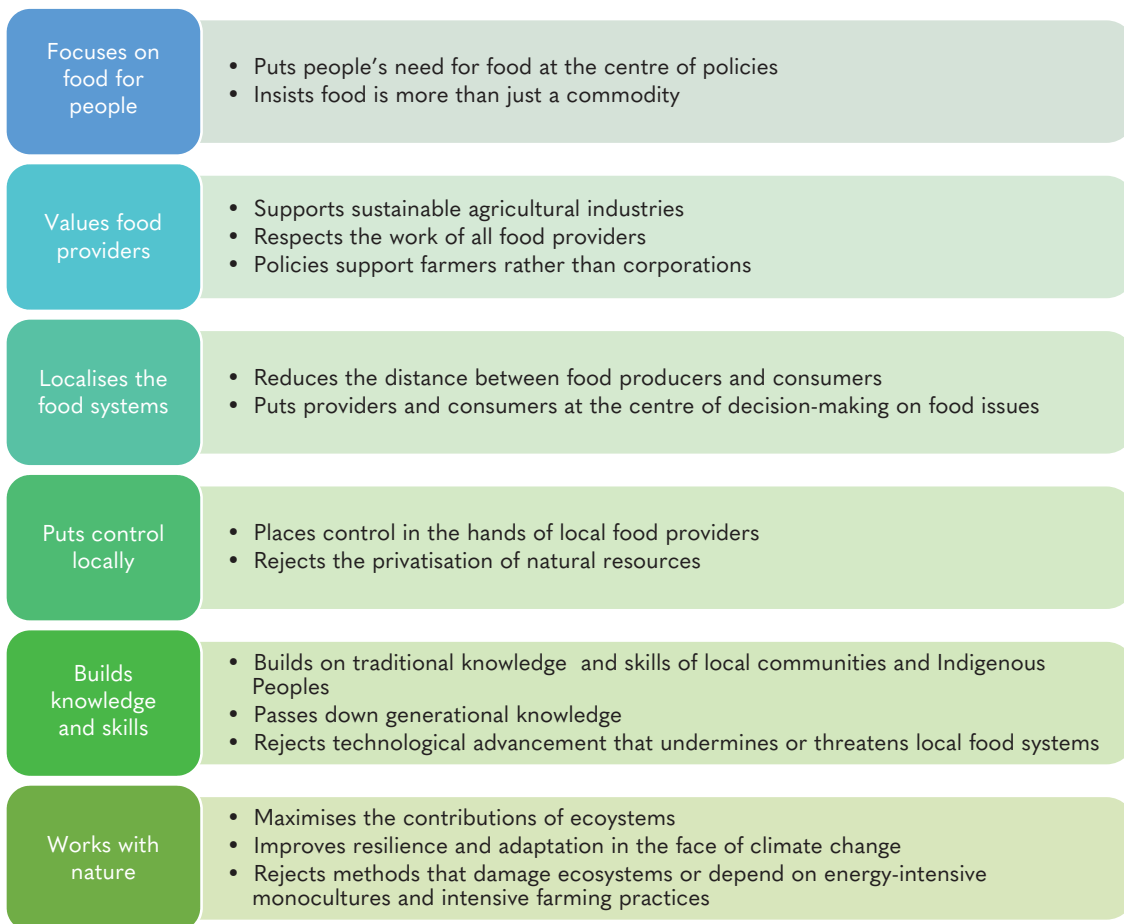 Focuses on
food for
people
• Puts people's need for food at the centre of policies
• Insists food is more than just a commodity
Values food
providers
• Supports sustainable agricultural industries
• Respects the work of all food providers
• Policies support farmers rather than corporations
Localises the
food systems
• Reduces the distance between food producers and consumers
• Puts providers and consumers at the centre of decision-making on food issues
Puts control
locally
• Places control in the hands of local food providers
• Rejects the privatisation of natural resources
Builds
knowledge
and skills
• Builds on traditional knowledge  and skills of local communities and Indigenous
Peoples
• Passes down generational knowledge
• Rejects technological advancement that undermines or threatens local food systems
Works with
nature
• Maximises the contributions of ecoystems
• Improves resilience and adaptation in the face of climate change
• Rejects methods that damage ecosystems or depend on energy-intensive
monocultures and intensive farming practices